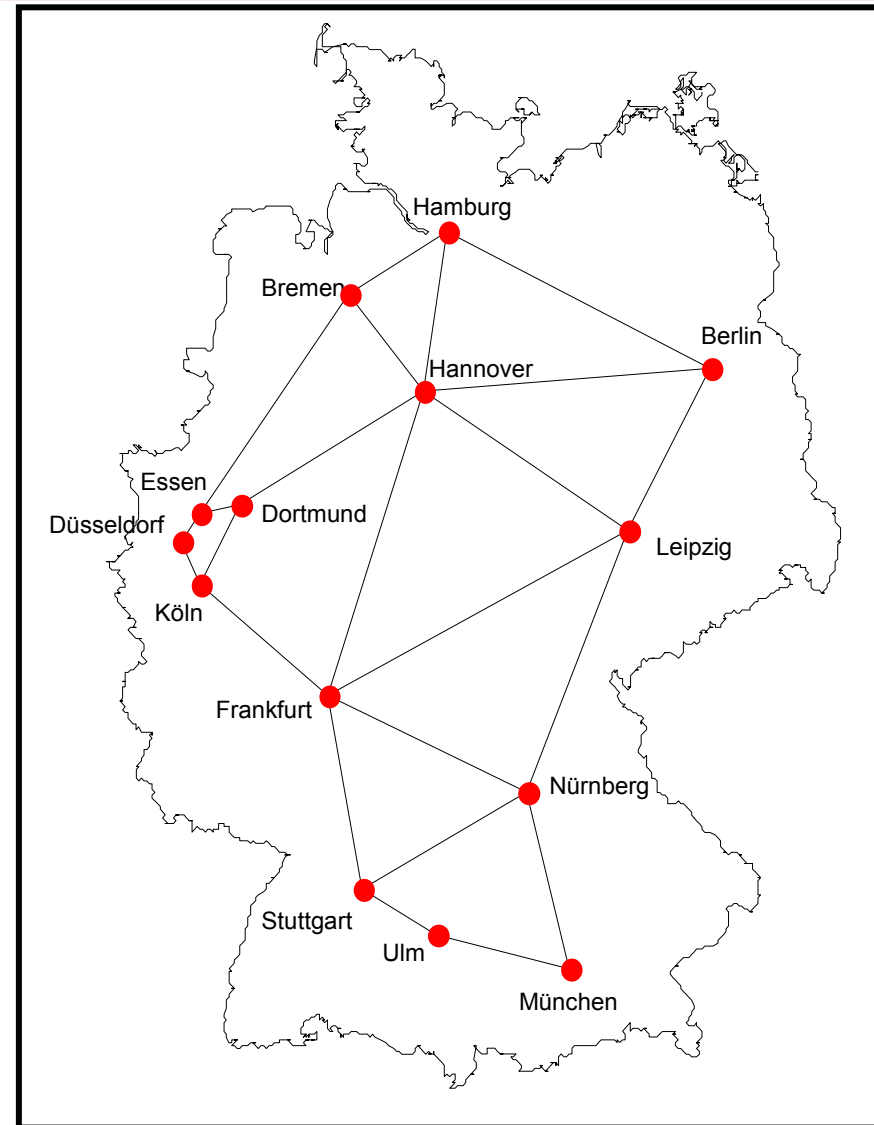 Hamburg
Bremen
Berlin
Hannover
Essen
Dortmund
Düsseldorf
Leipzig
Köln
Frankfurt
Nürnberg
Stuttgart
Ulm
München